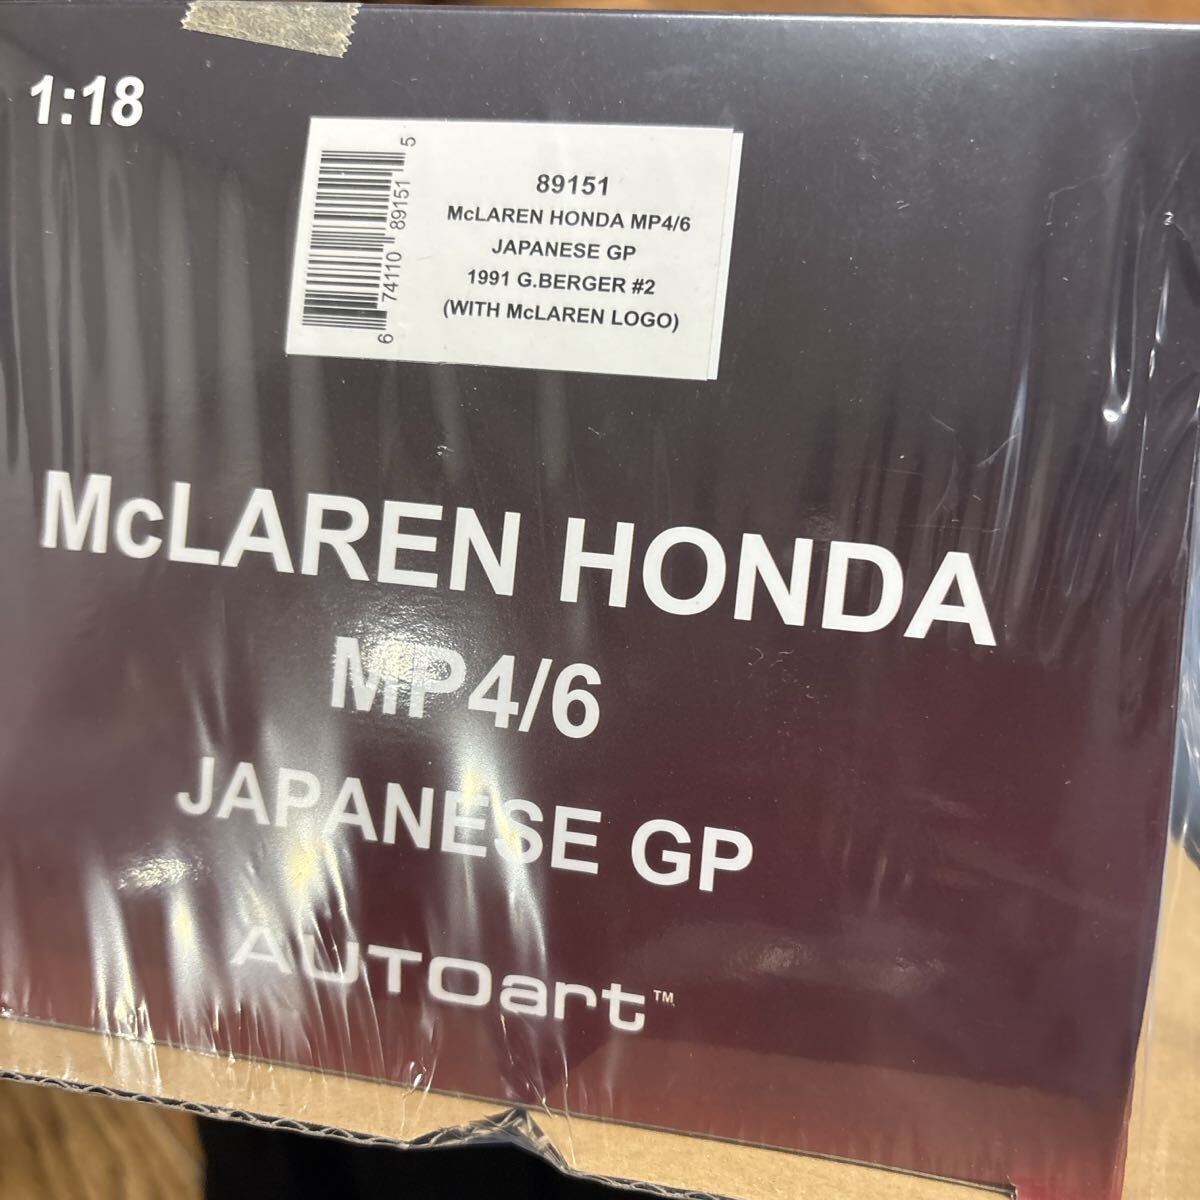 1:18
89151
McLAREN HONDA MP4/6
JAPANESE GP
1991 G.BERGER #2
(WITH McLAREN LOGO)
6 74110 89151 5
McLAREN HONDA
MP4/6
JAPANESE GP
AUTOart™